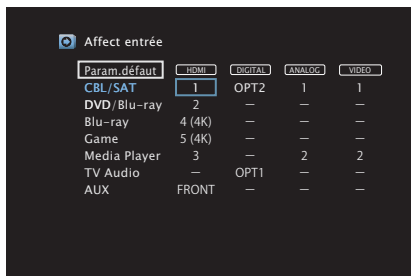 Affect entrée
Param.défaut HDMI DIGITAL ANALOG VIDEO
CBL/SAT 1 OPT2 1 1
DVD/Blu-ray 2 – – –
Blu-ray 4 (4K) – – –
Game 5 (4K) – – –
Media Player 3 – 2 2
TV Audio – OPT1 – –
AUX FRONT – – –